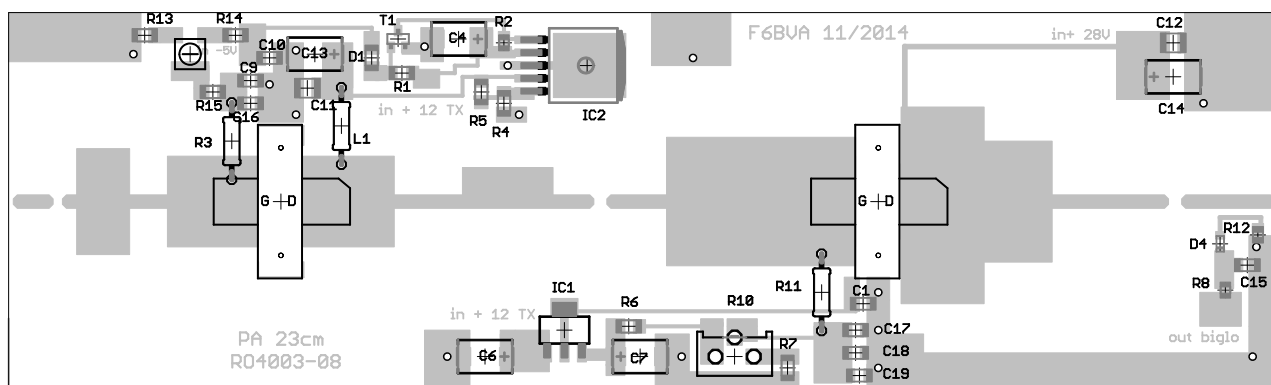 R13
R14
T1
C4
R2
F6BVA 11/2014
in+ 28V
C12
-5V
C10
C13
D1
R1
C9
R15
C11
C16
R5
R4
IC2
C14
in + 12 TX
R3
L1
G D
G D
R12
D4
C15
R8
IC1
R6
R10
R11
C1
in + 12 TX
PA 23cm
RO4003-08
C6
C7
R7
C17
C18
C19
out biglo